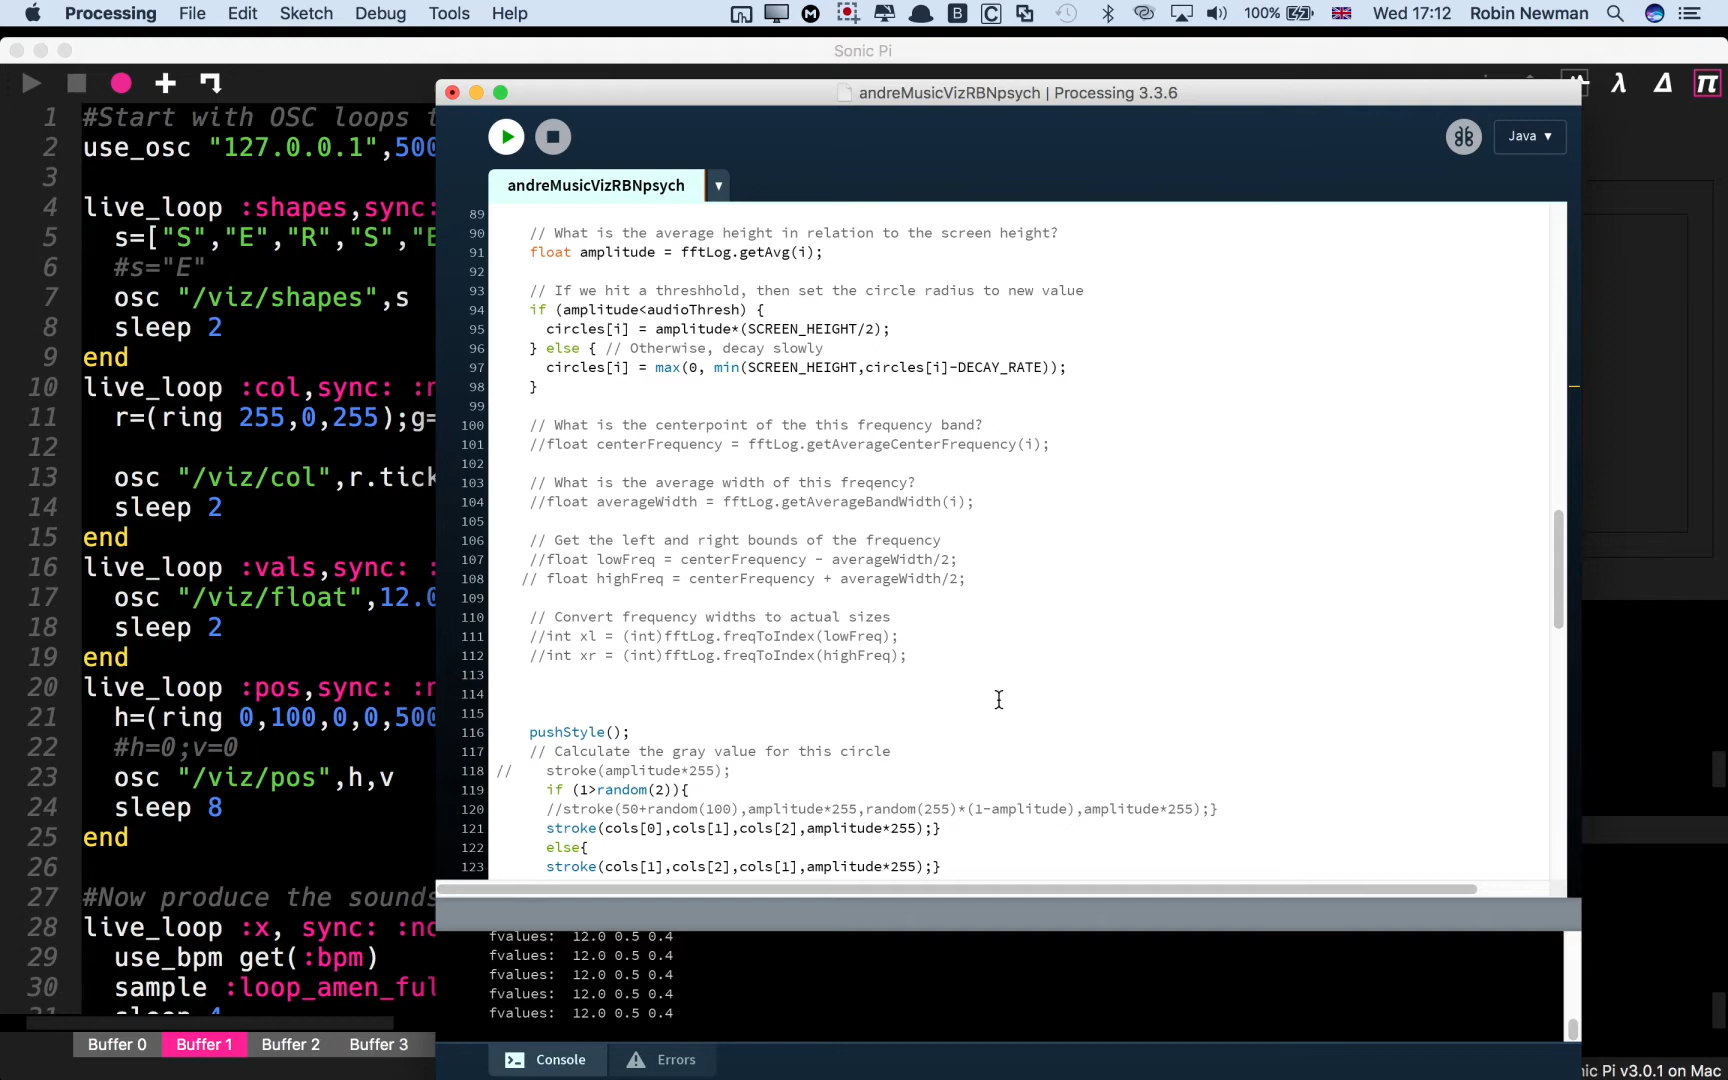 Processing File Edit Sketch Debug Tools Help 100% Wed 17:12 Robin Newman
Sonic Pi
1 #Start with OSC loops t
2 use_osc "127.0.0.1",500
3
4 live_loop :shapes,sync:
5 s=["S","E","R","S","E
6 #s="E"
7 osc "/viz/shapes",s
8 sleep 2
9 end
10 live_loop :col,sync: :n
11 r=(ring 255,0,255);g=
12
13 osc "/viz/col",r.tick
14 sleep 2
15 end
16 live_loop :vals,sync: :
17 osc "/viz/float",12.0
18 sleep 2
19 end
20 live_loop :pos,sync: :n
21 h=(ring 0,100,0,0,500
22 #h=0;v=0
23 osc "/viz/pos",h,v
24 sleep 8
25 end
26
27 #Now produce the sounds
28 live_loop :x, sync: :no
29 use_bpm get(:bpm)
30 sample :loop_amen_ful
31 sleep 4
Buffer 0 Buffer 1 Buffer 2 Buffer 3
andreMusicVizRBNpsych | Processing 3.3.6
Java ▾
andreMusicVizRBNpsych ▾
89
90 // What is the average height in relation to the screen height?
91 float amplitude = fftLog.getAvg(i);
92
93 // If we hit a threshhold, then set the circle radius to new value
94 if (amplitude<audioThresh) {
95 circles[i] = amplitude*(SCREEN_HEIGHT/2);
96 } else { // Otherwise, decay slowly
97 circles[i] = max(0, min(SCREEN_HEIGHT,circles[i]-DECAY_RATE));
98 }
99
100 // What is the centerpoint of the this frequency band?
101 //float centerFrequency = fftLog.getAverageCenterFrequency(i);
102
103 // What is the average width of this freqency?
104 //float averageWidth = fftLog.getAverageBandWidth(i);
105
106 // Get the left and right bounds of the frequency
107 //float lowFreq = centerFrequency - averageWidth/2;
108 // float highFreq = centerFrequency + averageWidth/2;
109
110 // Convert frequency widths to actual sizes
111 //int xl = (int)fftLog.freqToIndex(lowFreq);
112 //int xr = (int)fftLog.freqToIndex(highFreq);
113
114
115
116 pushStyle();
117 // Calculate the gray value for this circle
118 // stroke(amplitude*255);
119 if (1>random(2)){
120 //stroke(50+random(100),amplitude*255,random(255)*(1-amplitude),amplitude*255);}
121 stroke(cols[0],cols[1],cols[2],amplitude*255);}
122 else{
123 stroke(cols[1],cols[2],cols[1],amplitude*255);}
fvalues: 12.0 0.5 0.4
fvalues: 12.0 0.5 0.4
fvalues: 12.0 0.5 0.4
fvalues: 12.0 0.5 0.4
fvalues: 12.0 0.5 0.4
Console Errors
λ Δ π
nic Pi v3.0.1 on Mac